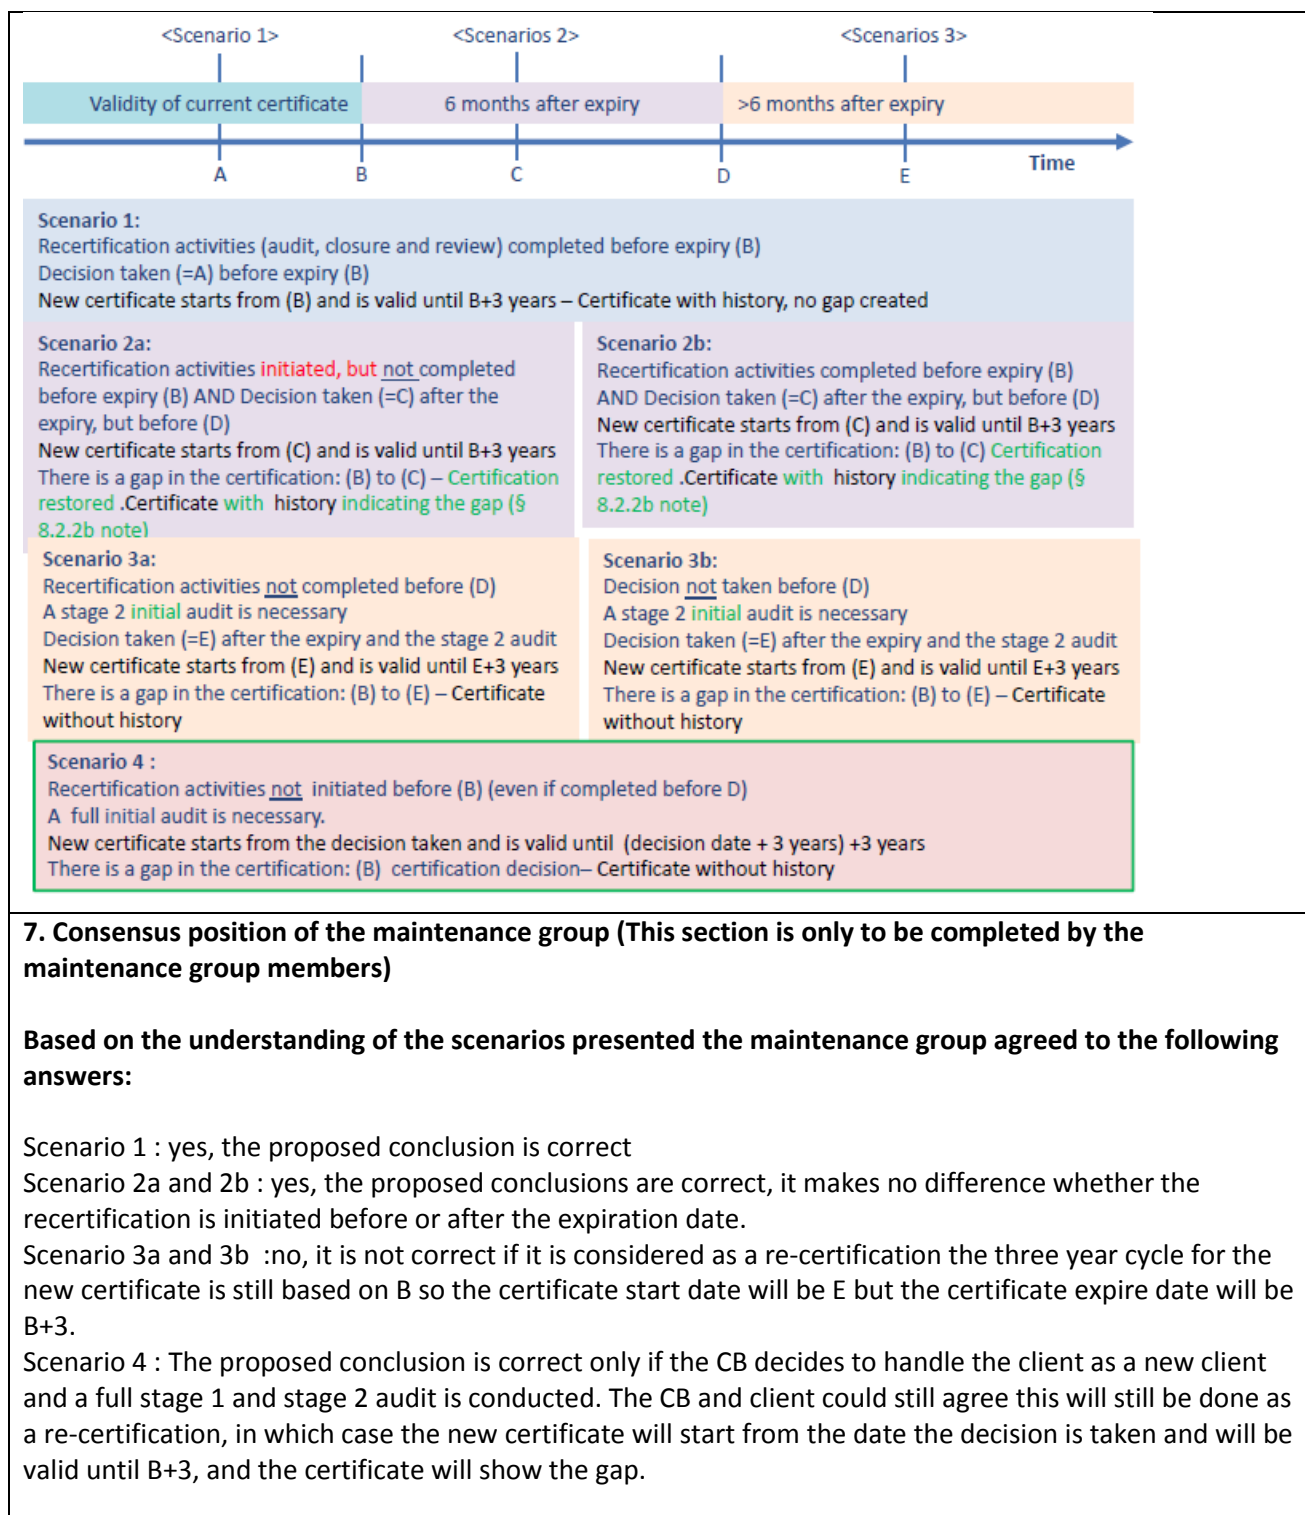 <Scenario 1>
<Scenarios 2>
<Scenarios 3>
Validity of current certificate
6 months after expiry
>6 months after expiry
A
B
C
D
E
Time
Scenario 1:
Recertification activities (audit, closure and review) completed before expiry (B)
Decision taken (=A) before expiry (B)
New certificate starts from (B) and is valid until B+3 years – Certificate with history, no gap created
Scenario 2a:
Recertification activities initiated, but not completed
before expiry (B) AND Decision taken (=C) after the
expiry, but before (D)
New certificate starts from (C) and is valid until B+3 years
There is a gap in the certification: (B) to (C) – Certification
restored .Certificate with history indicating the gap (§
8.2.2b note)
Scenario 2b:
Recertification activities completed before expiry (B)
AND Decision taken (=C) after the expiry, but before (D)
New certificate starts from (C) and is valid until B+3 years
There is a gap in the certification: (B) to (C) Certification
restored .Certificate with history indicating the gap (§
8.2.2b note)
Scenario 3a:
Recertification activities not completed before (D)
A stage 2 initial audit is necessary
Decision taken (=E) after the expiry and the stage 2 audit
New certificate starts from (E) and is valid until E+3 years
There is a gap in the certification: (B) to (E) – Certificate
without history
Scenario 3b:
Decision not taken before (D)
A stage 2 initial audit is necessary
Decision taken (=E) after the expiry and the stage 2 audit
New certificate starts from (E) and is valid until E+3 years
There is a gap in the certification: (B) to (E) – Certificate
without history
Scenario 4 :
Recertification activities not initiated before (B) (even if completed before D)
A full initial audit is necessary.
New certificate starts from the decision taken and is valid until (decision date + 3 years) +3 years
There is a gap in the certification: (B) certification decision– Certificate without history
7. Consensus position of the maintenance group (This section is only to be completed by the
maintenance group members)
Based on the understanding of the scenarios presented the maintenance group agreed to the following
answers:
Scenario 1 : yes, the proposed conclusion is correct
Scenario 2a and 2b : yes, the proposed conclusions are correct, it makes no difference whether the
recertification is initiated before or after the expiration date.
Scenario 3a and 3b :no, it is not correct if it is considered as a re-certification the three year cycle for the
new certificate is still based on B so the certificate start date will be E but the certificate expire date will be
B+3.
Scenario 4 : The proposed conclusion is correct only if the CB decides to handle the client as a new client
and a full stage 1 and stage 2 audit is conducted. The CB and client could still agree this will still be done as
a re-certification, in which case the new certificate will start from the date the decision is taken and will be
valid until B+3, and the certificate will show the gap.